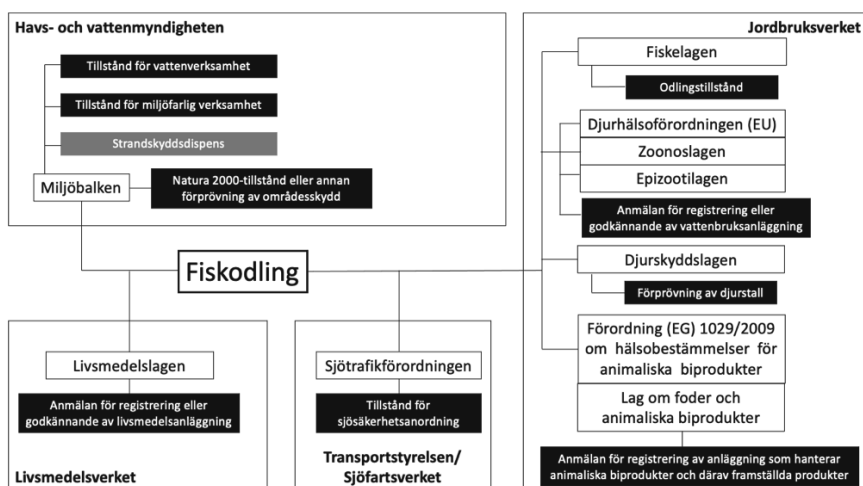 Havs- och vattenmyndigheten
Tillstånd för vattenverksamhet
Tillstånd för miljöfarlig verksamhet
Strandskyddsdispens
Miljöbalken
Natura 2000-tillstånd eller annan
förprövning av områdesskydd
Jordbruksverket
Fiskelagen
Odlingstillstånd
Djurhälsoförordningen (EU)
Zoonoslagen
Epizootilagen
Anmälan för registrering eller
godkännande av vattenbruksanläggning
Djurskyddslagen
Förprövning av djurstall
Förordning (EG) 1029/2009
om hälsobestämmelser för
animaliska biprodukter
Lag om foder och
animaliska biprodukter
Anmälan för registrering av anläggning som hanterar
animaliska biprodukter och därav framställda produkter
Fiskodling
Livsmedelslagen
Anmälan för registrering eller
godkännande av livsmedelsanläggning
Livsmedelsverket
Sjötrafikförordningen
Tillstånd för
sjösäkerhetsanordning
Transportstyrelsen/
Sjöfartsverket